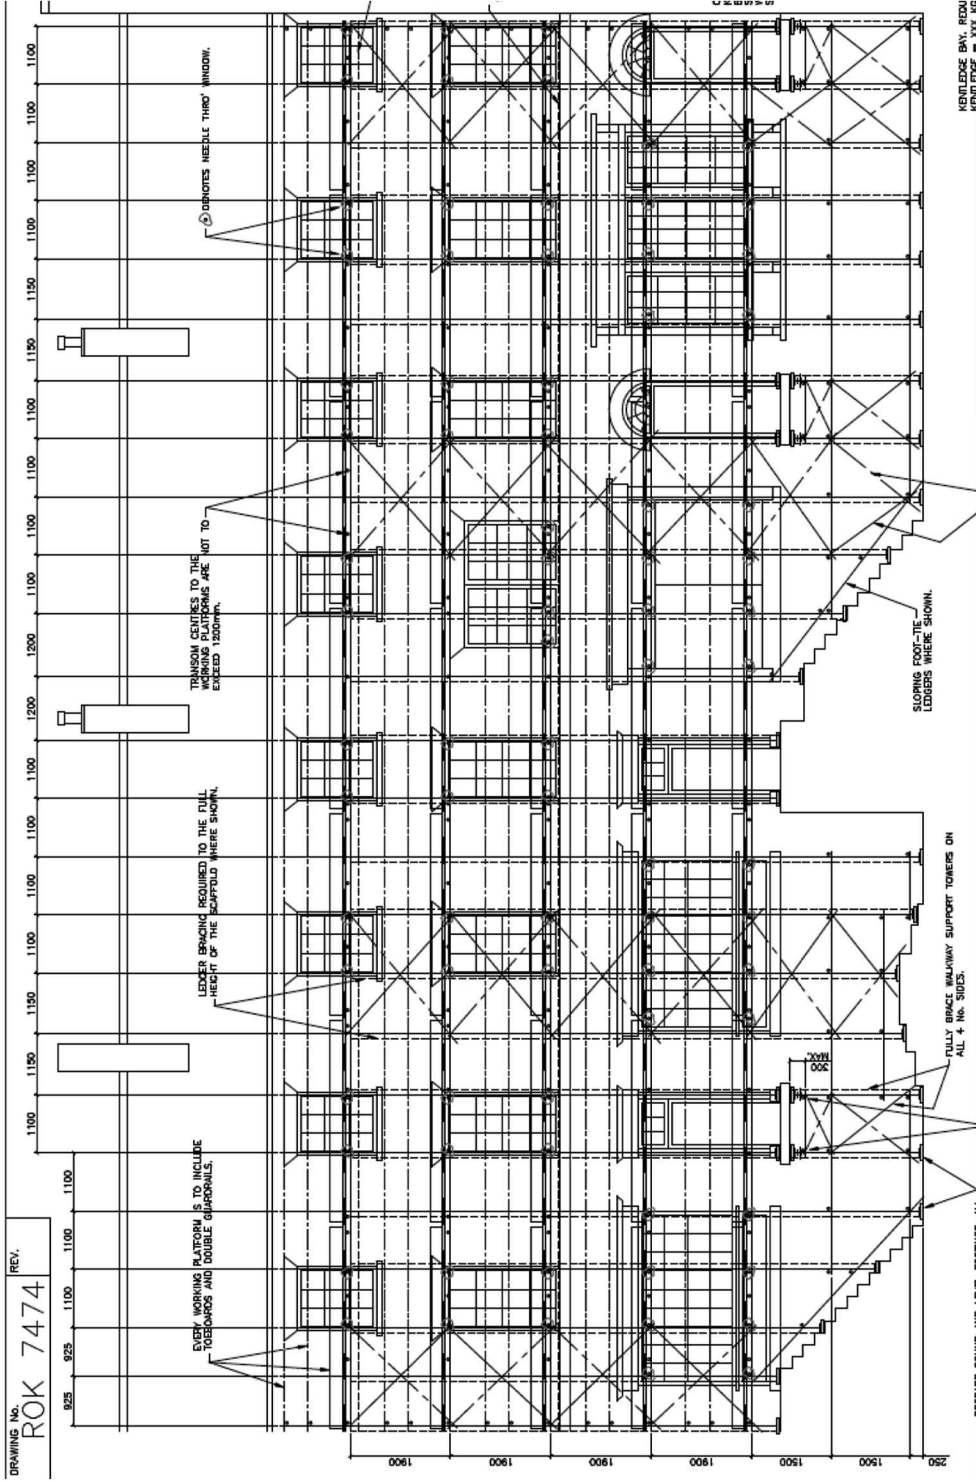 DRAWING No.
ROK 7474
REV.
925
925
1100
1100
1100
1100
1150
1150
1100
1100
1100
1100
1200
1200
1100
1100
1100
1100
1150
1150
1100
1100
1100
1100
EVERY WORKING PLATFORM IS TO INCLUDE
TOEBOARDS AND DOUBLE GUARDRAILS.
LEDGER BRACING REQUIRED TO THE FULL
HEIGHT OF THE SCAFFOLD WHERE SHOWN.
TRANSOM CENTRES TO THE
WORKING PLATFORMS ARE NOT TO
EXCEED 1200mm.
DENOTES NEEDLE THRO' WINDOW.
1900
1900
1900
1900
1500
1500
250
300
MAX.
FULLY BRACE WALKWAY SUPPORT TOWERS ON
ALL 4 No. SIDES.
SLOPING FOOT-TIE
LEDGERS WHERE SHOWN.
KENTLEDGE BAY. REQU
KENTLEDGE = XXX KG